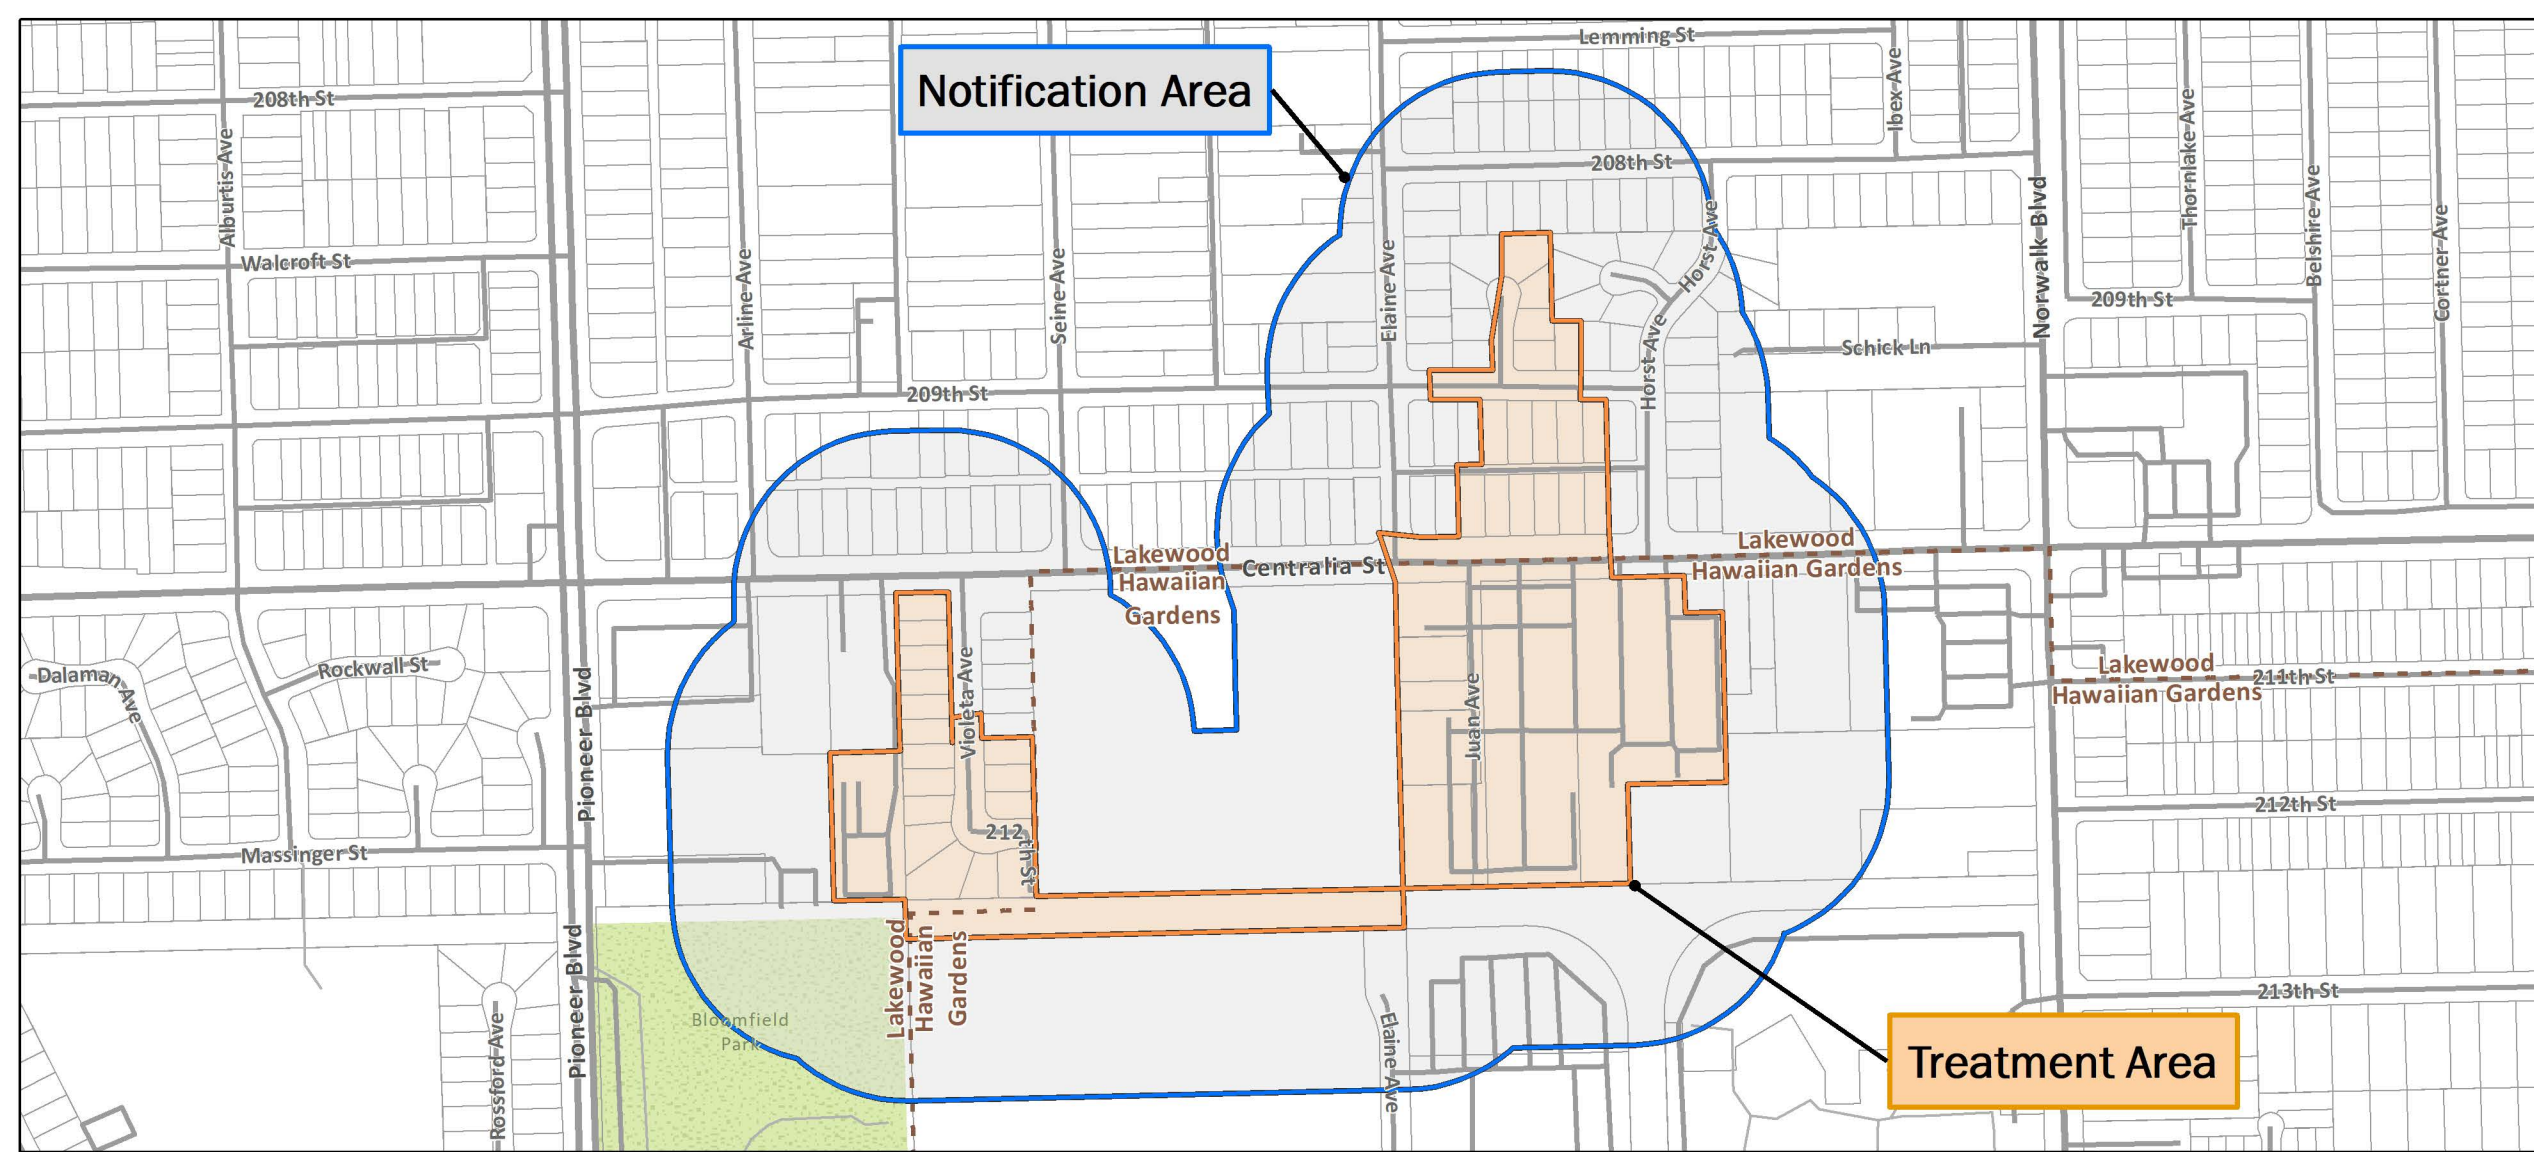 Lemming St
Notification Area
Ibex Ave
208th St
Thornlake Ave
Alburtis Ave
208th St
Belshire Ave
Norwalk Blvd
Cortner Ave
Horst Ave
Walcroft St
Elaine Ave
Seine Ave
Arline Ave
209th St
Horst Ave
Schick Ln
209th St
Lakewood
Lakewood
Centralia St
Hawaiian Gardens
Hawaiian
Gardens
Rockwall St
Dalaman Ave
Violeta Ave
Pioneer Blvd
Juan Ave
Lakewood
211th St
Hawaiian Gardens
212th St
212
th St
Massinger St
Lakewood
Hawaiian
Gardens
Pioneer Blvd
213th St
Bloomfield
Park
Rossford Ave
Elaine Ave
Treatment Area